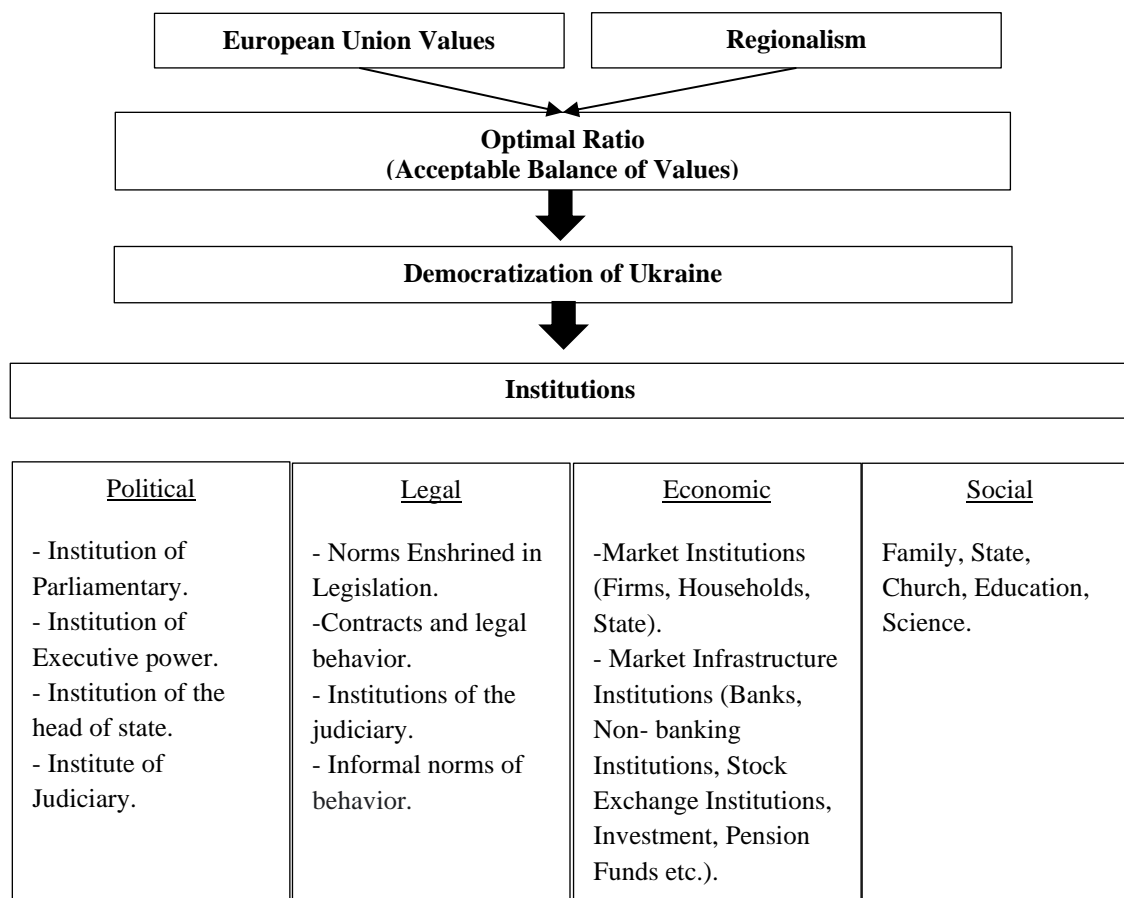 European Union Values
Regionalism
Optimal Ratio
(Acceptable Balance of Values)
Democratization of Ukraine
Institutions
Political
- Institution of
Parliamentary.
- Institution of
Executive power.
- Institution of the
head of state.
- Institute of
Judiciary.
Legal
- Norms Enshrined in
Legislation.
-Contracts and legal
behavior.
- Institutions of the
judiciary.
- Informal norms of
behavior.
Economic
-Market Institutions
(Firms, Households,
State).
- Market Infrastructure
Institutions (Banks,
Non- banking
Institutions, Stock
Exchange Institutions,
Investment, Pension
Funds etc.).
Social
Family, State,
Church, Education,
Science.